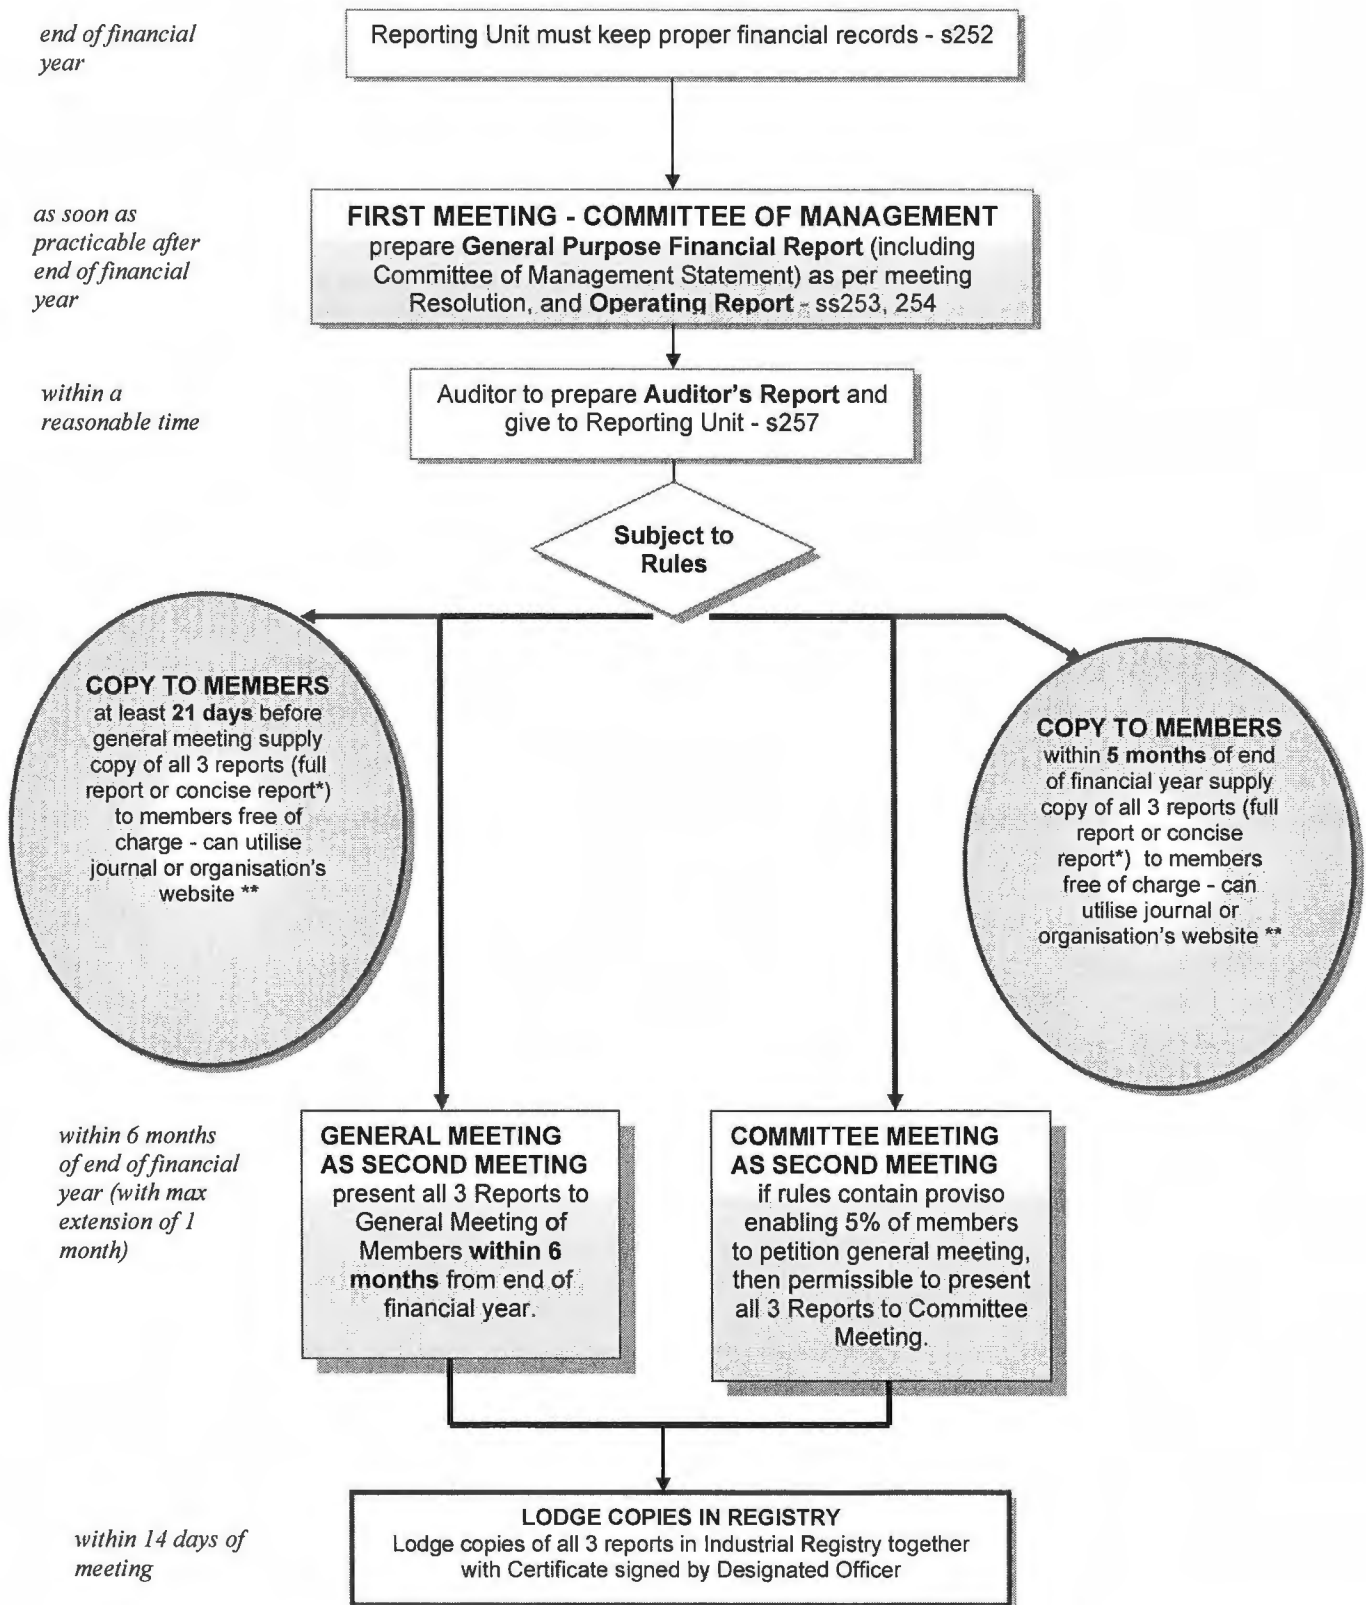 end of financial
year
Reporting Unit must keep proper financial records - s252
as soon as
practicable after
end of financial
year
FIRST MEETING - COMMITTEE OF MANAGEMENT
prepare General Purpose Financial Report (including
Committee of Management Statement) as per meeting
Resolution, and Operating Report - ss253, 254
within a
reasonable time
Auditor to prepare Auditor's Report and
give to Reporting Unit - s257
Subject to
Rules
COPY TO MEMBERS
at least 21 days before
general meeting supply
copy of all 3 reports (full
report or concise report*)
to members free of
charge - can utilise
journal or organisation's
website **
COPY TO MEMBERS
within 5 months of end
of financial year supply
copy of all 3 reports (full
report or concise
report*) to members
free of charge - can
utilise journal or
organisation's website **
within 6 months
of end of financial
year (with max
extension of 1
month)
GENERAL MEETING
AS SECOND MEETING
present all 3 Reports to
General Meeting of
Members within 6
months from end of
financial year.
COMMITTEE MEETING
AS SECOND MEETING
if rules contain proviso
enabling 5% of members
to petition general meeting,
then permissible to present
all 3 Reports to Committee
Meeting.
within 14 days of
meeting
LODGE COPIES IN REGISTRY
Lodge copies of all 3 reports in Industrial Registry together
with Certificate signed by Designated Officer